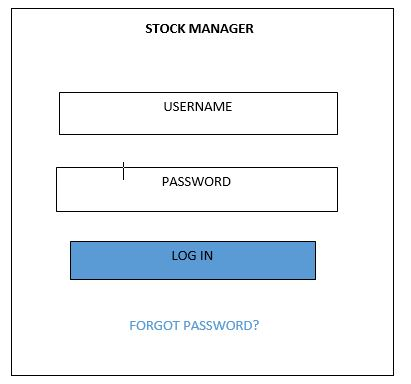 STOCK MANAGER
USERNAME
PASSWORD
LOG IN
FORGOT PASSWORD?